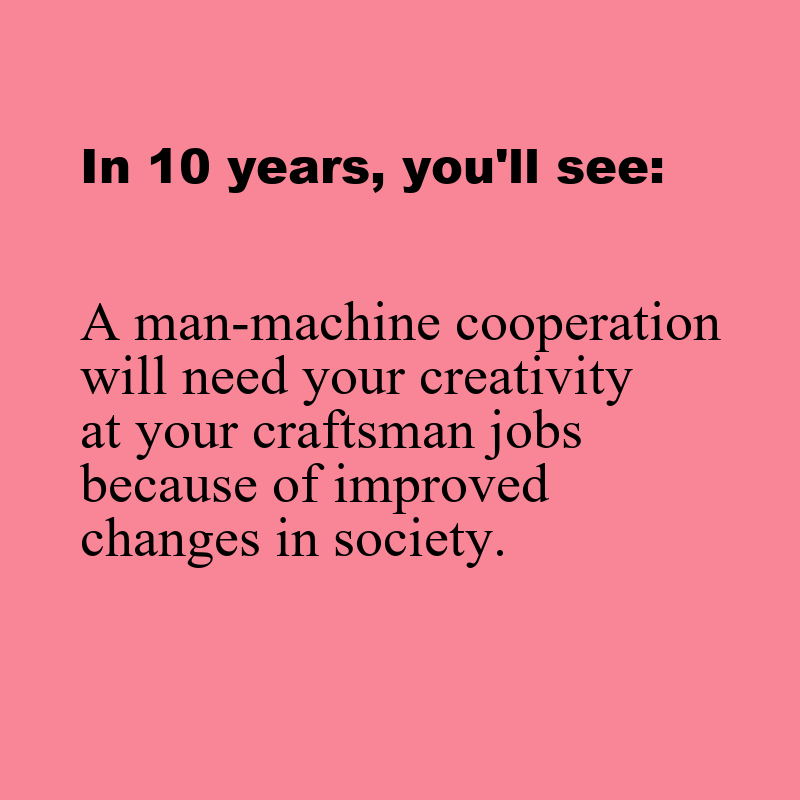 In 10 years, you'll see:
A man-machine cooperation
will need your creativity
at your craftsman jobs
because of improved
changes in society.